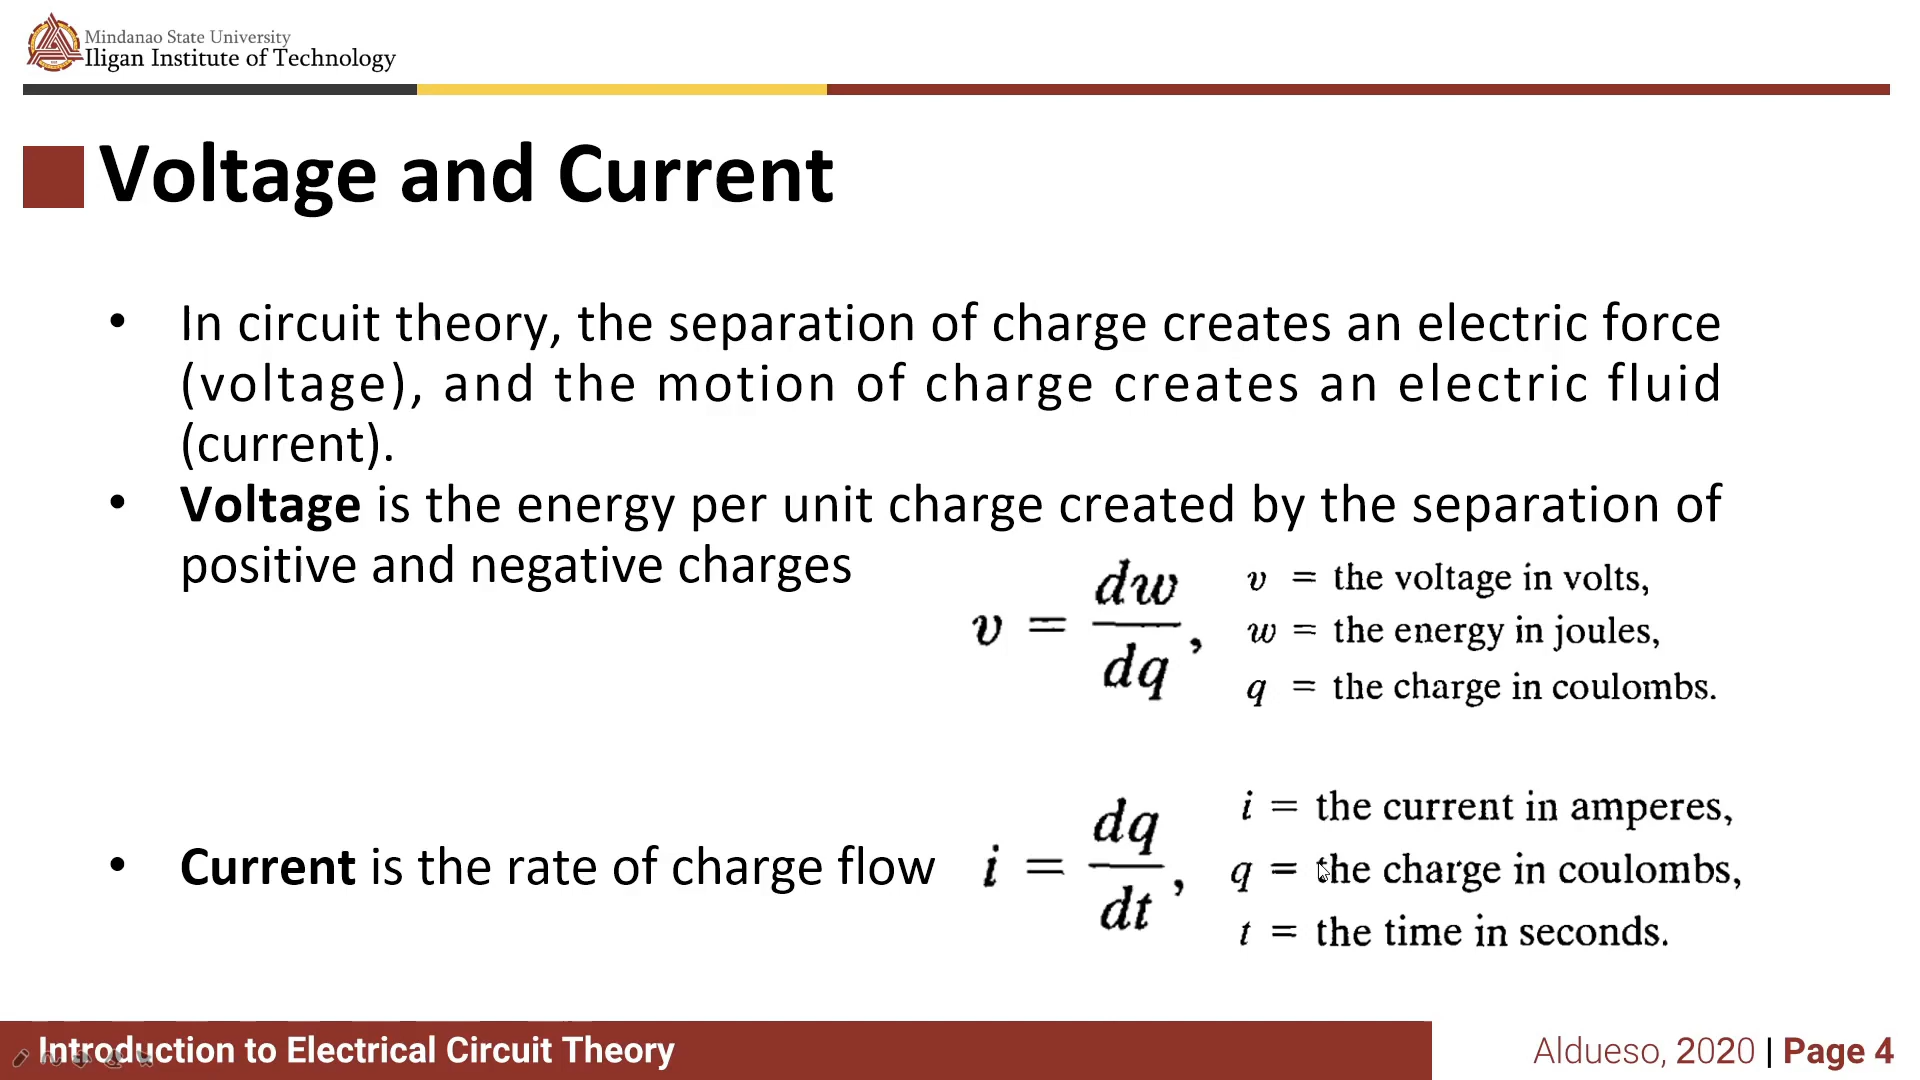 Mindanao State University
Iligan Institute of Technology
Voltage and Current
• In circuit theory, the separation of charge creates an electric force
(voltage), and the motion of charge creates an electric fluid
(current).
• Voltage is the energy per unit charge created by the separation of
positive and negative charges
v = dw/dq,
v = the voltage in volts,
w = the energy in joules,
q = the charge in coulombs.
• Current is the rate of charge flow
i = dq/dt,
i = the current in amperes,
q = the charge in coulombs,
t = the time in seconds.
Introduction to Electrical Circuit Theory
Aldueso, 2020 | Page 4